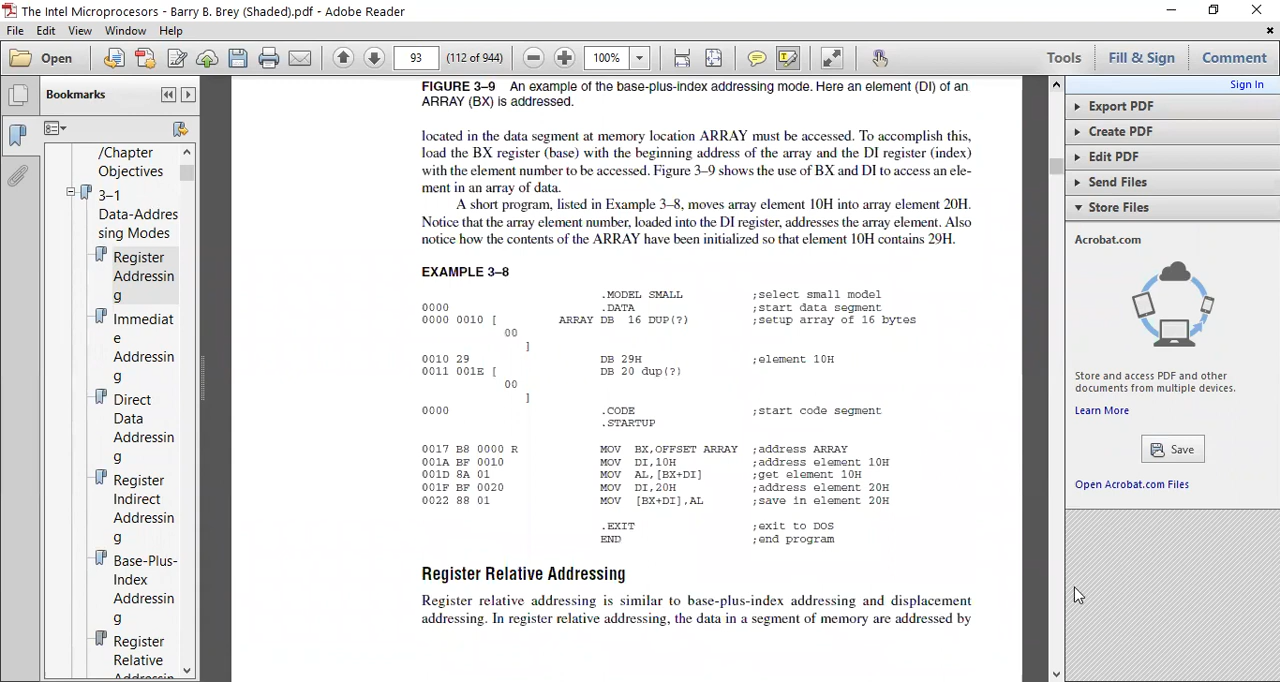 The Intel Microprocesors - Barry B. Brey (Shaded).pdf - Adobe Reader
File Edit View Window Help
Open 93 (112 of 944) 100% Tools Fill & Sign Comment
Bookmarks
/Chapter
Objectives
3-1
Data-Addres
sing Modes
Register
Addressin
g
Immediat
e
Addressin
g
Direct
Data
Addressin
g
Register
Indirect
Addressin
g
Base-Plus-
Index
Addressin
g
Register
Relative
Addressin
FIGURE 3–9 An example of the base-plus-index addressing mode. Here an element (DI) of an
ARRAY (BX) is addressed.
located in the data segment at memory location ARRAY must be accessed. To accomplish this,
load the BX register (base) with the beginning address of the array and the DI register (index)
with the element number to be accessed. Figure 3–9 shows the use of BX and DI to access an ele-
ment in an array of data.
A short program, listed in Example 3–8, moves array element 10H into array element 20H.
Notice that the array element number, loaded into the DI register, addresses the array element. Also
notice how the contents of the ARRAY have been initialized so that element 10H contains 29H.
EXAMPLE 3–8
.MODEL SMALL ;select small model
0000 .DATA ;start data segment
0000 0010 [ ARRAY DB 16 DUP(?) ;setup array of 16 bytes
00
]
0010 29 DB 29H ;element 10H
0011 001E [ DB 20 dup(?)
00
]
0000 .CODE ;start code segment
.STARTUP
0017 B8 0000 R MOV BX,OFFSET ARRAY ;address ARRAY
001A BF 0010 MOV DI,10H ;address element 10H
001D 8A 01 MOV AL,[BX+DI] ;get element 10H
001F BF 0020 MOV DI,20H ;address element 20H
0022 88 01 MOV [BX+DI],AL ;save in element 20H
.EXIT ;exit to DOS
END ;end program
Register Relative Addressing
Register relative addressing is similar to base-plus-index addressing and displacement
addressing. In register relative addressing, the data in a segment of memory are addressed by
Sign In
Export PDF
Create PDF
Edit PDF
Send Files
Store Files
Acrobat.com
Store and access PDF and other
documents from multiple devices.
Learn More
Save
Open Acrobat.com Files